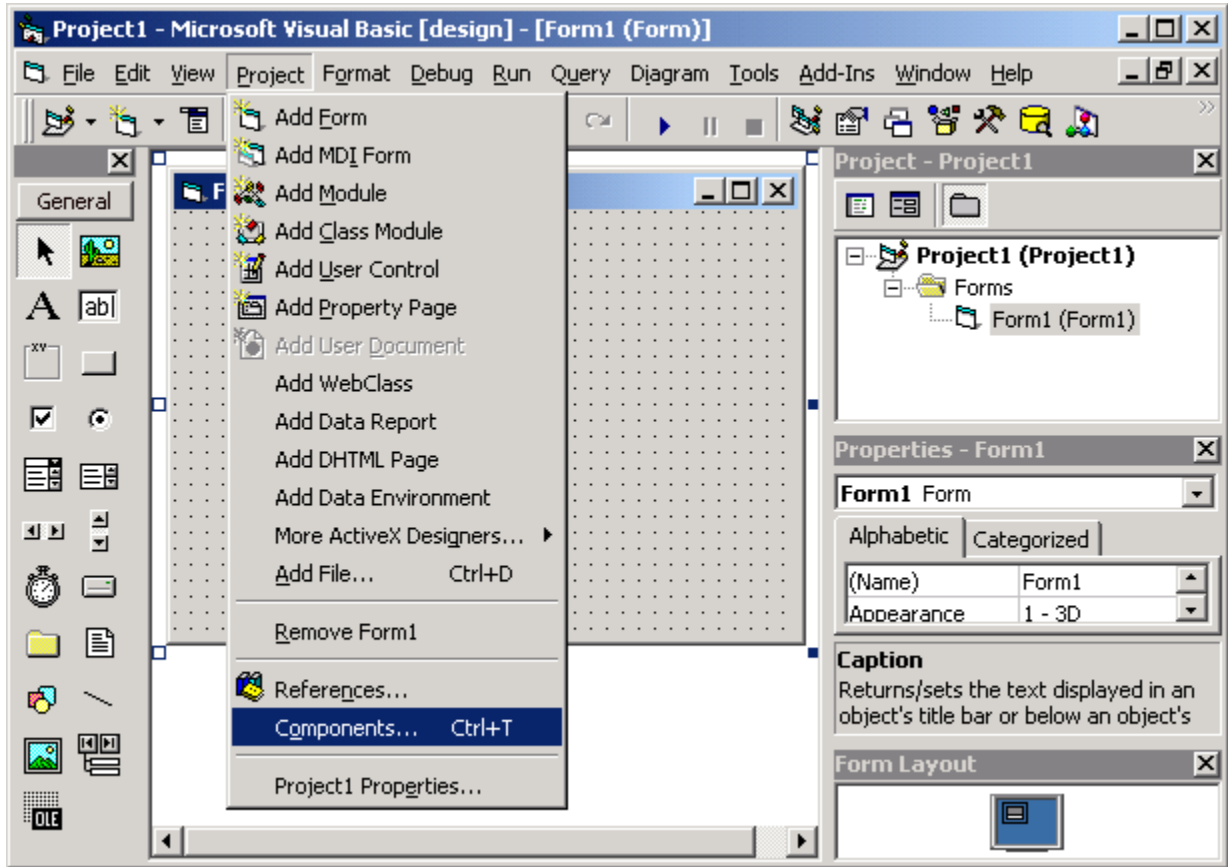 Project1 - Microsoft Visual Basic [design] - [Form1 (Form)]
File Edit View Project Format Debug Run Query Diagram Tools Add-Ins Window Help
General
A ab|
xv
OLE
F
Add Form
Add MDI Form
Add Module
Add Class Module
Add User Control
Add Property Page
Add User Document
Add WebClass
Add Data Report
Add DHTML Page
Add Data Environment
More ActiveX Designers...
Add File... Ctrl+D
Remove Form1
References...
Components... Ctrl+T
Project1 Properties...
Project - Project1
Project1 (Project1)
Forms
Form1 (Form1)
Properties - Form1
Form1 Form
Alphabetic Categorized
(Name) Form1
Appearance 1 - 3D
Caption
Returns/sets the text displayed in an
object's title bar or below an object's
Form Layout